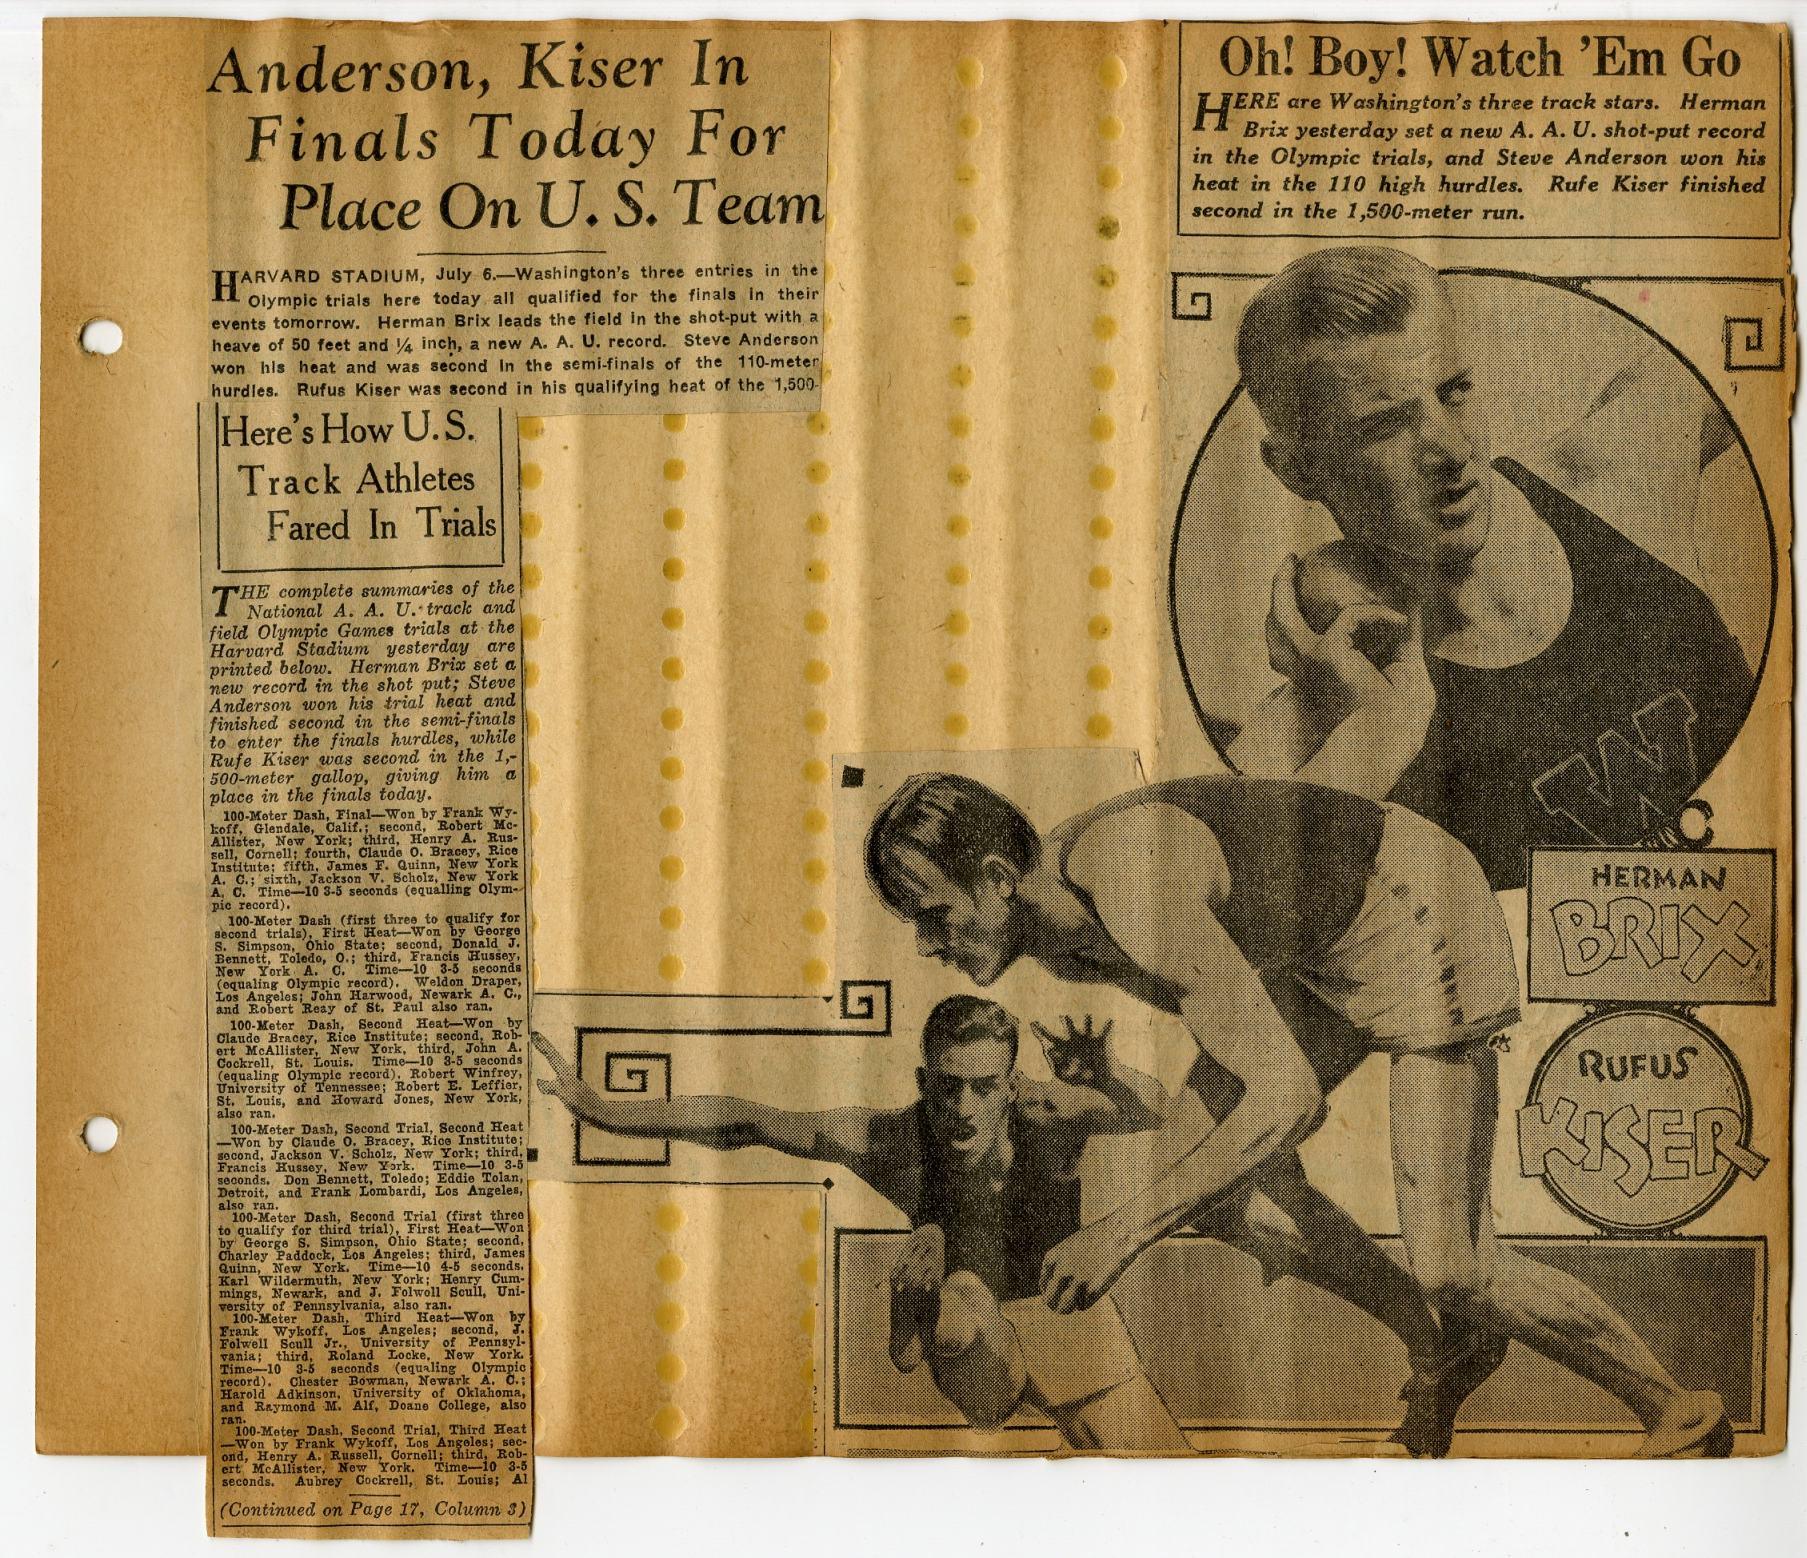 Anderson, Kiser In
Finals Today For
Place On U. S. Team
HARVARD STADIUM, July 6.—Washington's three entries in the
Olympic trials here today all qualified for the finals in their
events tomorrow. Herman Brix leads the field in the shot-put with a
heave of 50 feet and ¼ inch, a new A. A. U. record. Steve Anderson
won his heat and was second in the semi-finals of the 110-meter
hurdles. Rufus Kiser was second in his qualifying heat of the 1,500-
Here's How U. S.
Track Athletes
Fared In Trials
THE complete summaries of the
National A. A. U. track and
field Olympic Games trials at the
Harvard Stadium yesterday are
printed below. Herman Brix set a
new record in the shot put; Steve
Anderson won his trial heat and
finished second in the semi-finals
to enter the finals hurdles, while
Rufe Kiser was second in the 1,-
500-meter gallop, giving him a
place in the finals today.
100-Meter Dash, Final—Won by Frank Wy-
koff, Glendale, Calif.; second, Robert Mc-
Allister, New York; third, Henry A. Rus-
sell, Cornell; fourth, Claude O. Bracey, Rice
Institute; fifth, James F. Quinn, New York
A. C.; sixth, Jackson V. Scholz, New York
A. C. Time—10 3-5 seconds (equalling Olym-
pic record).
100-Meter Dash (first three to qualify for
second trials), First Heat—Won by George
S. Simpson, Ohio State; second, Donald J.
Bennett, Toledo, O.; third, Francis Hussey,
New York A. C. Time—10 3-5 seconds
(equaling Olympic record). Weldon Draper,
Los Angeles; John Harwood, Newark A. C.,
and Robert Reay of St. Paul also ran.
100-Meter Dash, Second Heat—Won by
Claude Bracey, Rice Institute; second, Rob-
ert McAllister, New York, third, John A.
Cockrell, St. Louis. Time—10 3-5 seconds
(equaling Olympic record). Robert Winfrey,
University of Tennessee; Robert E. Leffler,
St. Louis, and Howard Jones, New York,
also ran.
100-Meter Dash, Second Trial, Second Heat
—Won by Claude O. Bracey, Rice Institute;
second, Jackson V. Scholz, New York; third,
Francis Hussey, New York. Time—10 3-5
seconds. Don Bennett, Toledo; Eddie Tolan,
Detroit, and Frank Lombardi, Los Angeles,
also ran.
100-Meter Dash, Second Trial (first three
to qualify for third trial), First Heat—Won
by George S. Simpson, Ohio State; second,
Charley Paddock, Los Angeles; third, James
Quinn, New York. Time—10 4-5 seconds.
Karl Wildermuth, New York; Henry Cum-
mings, Newark, and J. Folwoll Scull, Uni-
versity of Pennsylvania, also ran.
100-Meter Dash, Third Heat—Won by
Frank Wykoff, Los Angeles; second, J.
Folwell Scull Jr., University of Pennsyl-
vania; third, Roland Locke, New York.
Time—10 3-5 seconds (equaling Olympic
record). Chester Bowman, Newark A. C.;
Harold Adkinson, University of Oklahoma,
and Raymond M. Alf, Doane College, also
ran.
100-Meter Dash, Second Trial, Third Heat
—Won by Frank Wykoff, Los Angeles; sec-
ond, Henry A. Russell, Cornell; third, Rob-
ert McAllister, New York. Time—10 3-5
seconds. Aubrey Cockrell, St. Louis; Al
(Continued on Page 17, Column 3)
Oh! Boy! Watch 'Em Go
HERE are Washington's three track stars. Herman
Brix yesterday set a new A. A. U. shot-put record
in the Olympic trials, and Steve Anderson won his
heat in the 110 high hurdles. Rufe Kiser finished
second in the 1,500-meter run.
W
HERMAN
BRIX
RUFUS
KISER